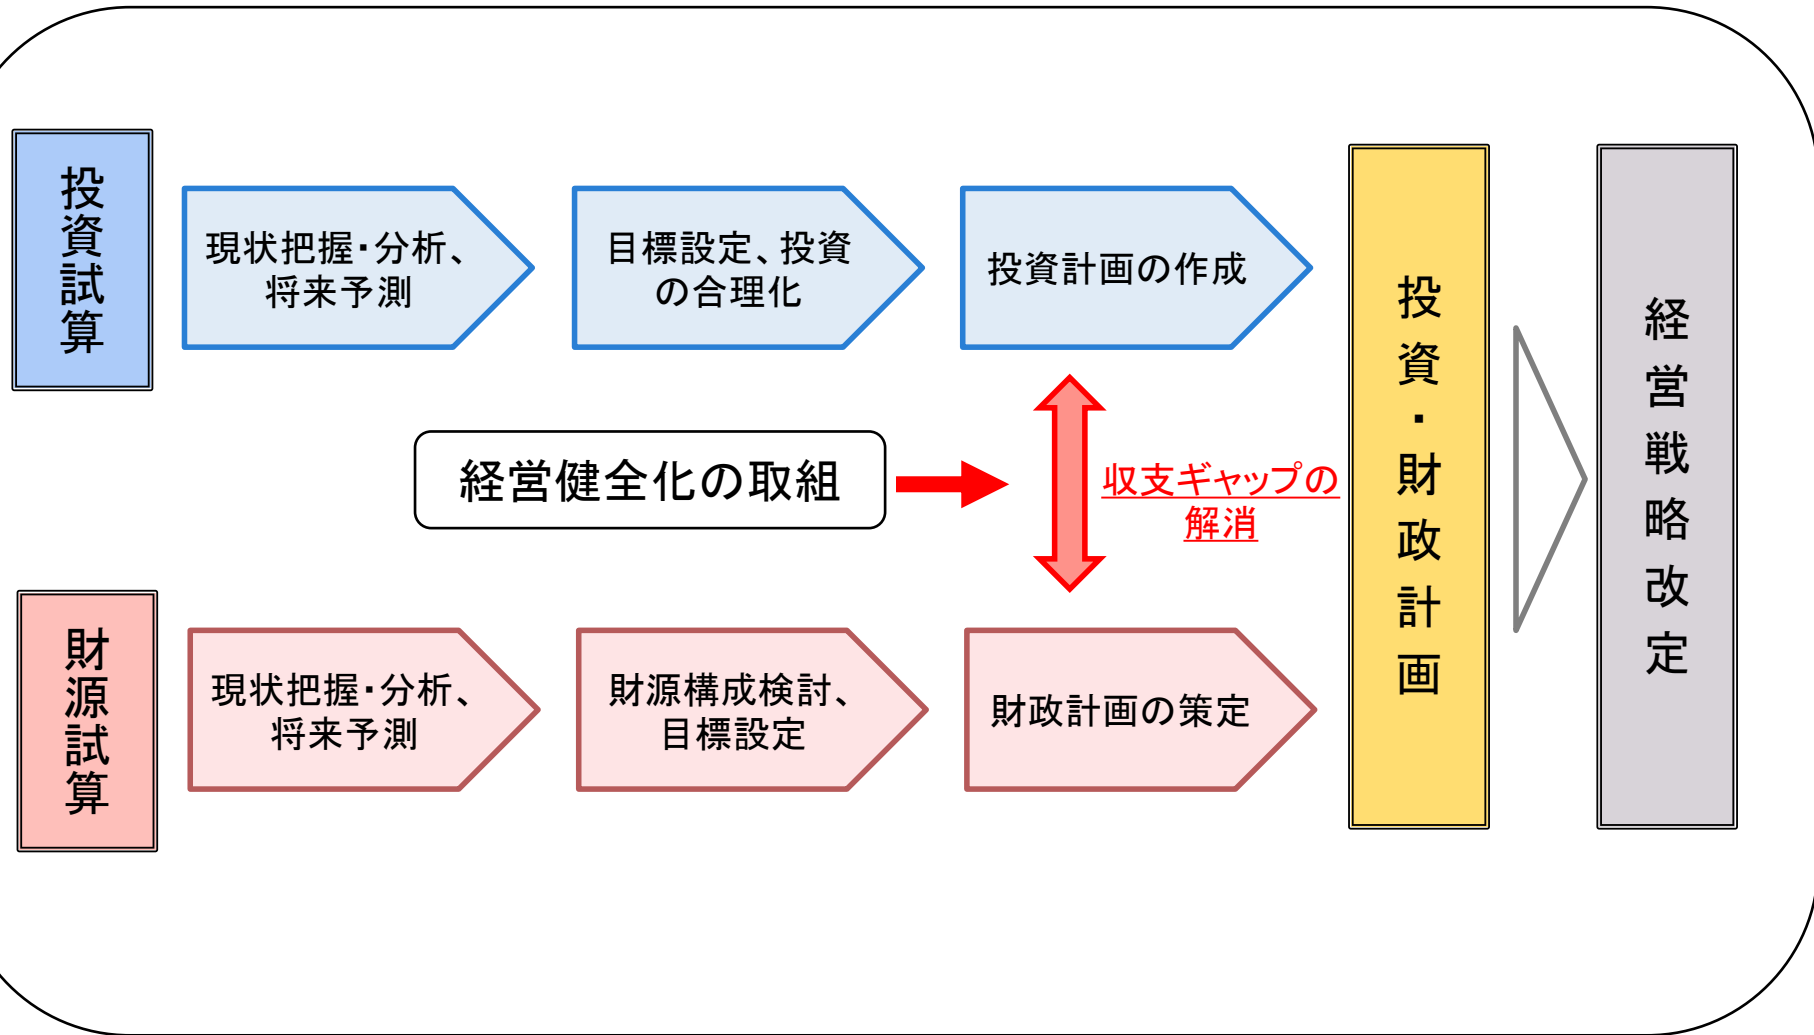 投資試算
現状把握・分析、
将来予測
目標設定、投資
の合理化
投資計画の作成
経営健全化の取組
収支ギャップの
解消
財源試算
現状把握・分析、
将来予測
財源構成検討、
目標設定
財政計画の策定
投資・財政計画
経営戦略改定